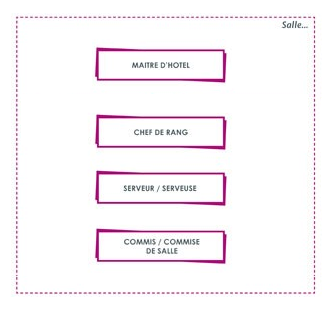 Salle...
MAITRE D'HOTEL
CHEF DE RANG
SERVEUR / SERVEUSE
COMMIS / COMMISE
DE SALLE